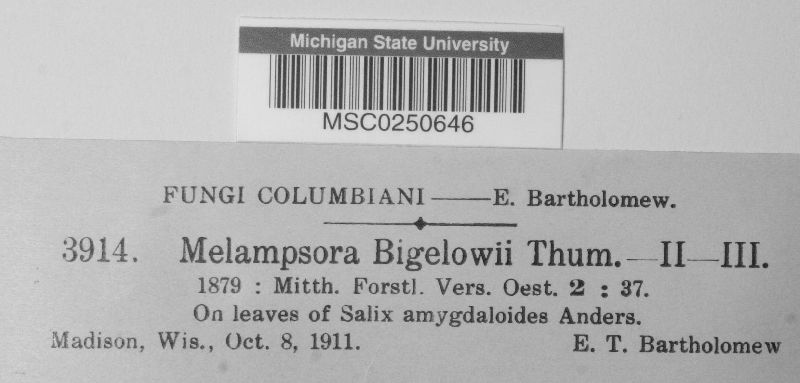 Michigan State University
MSC0250646
FUNGI COLUMBIANI — E. Bartholomew.
3914. Melampsora Bigelowii Thum.—II—III.
1879 : Mitth. Forstl. Vers. Oest. 2 : 37.
On leaves of Salix amygdaloides Anders.
Madison, Wis., Oct. 8, 1911. E. T. Bartholomew